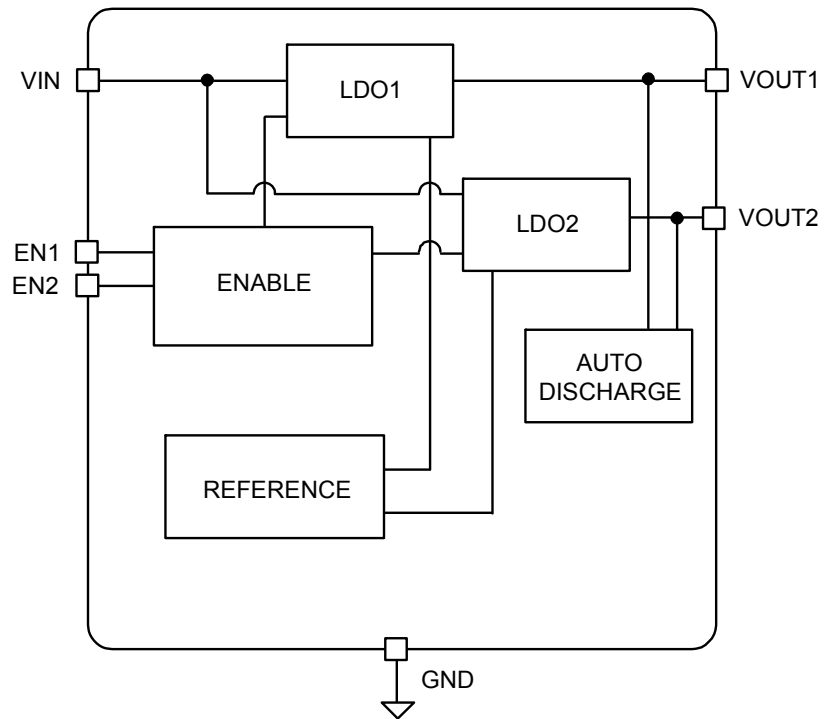 VIN
LDO1
VOUT1
LDO2
VOUT2
EN1
EN2
ENABLE
AUTO
DISCHARGE
REFERENCE
GND